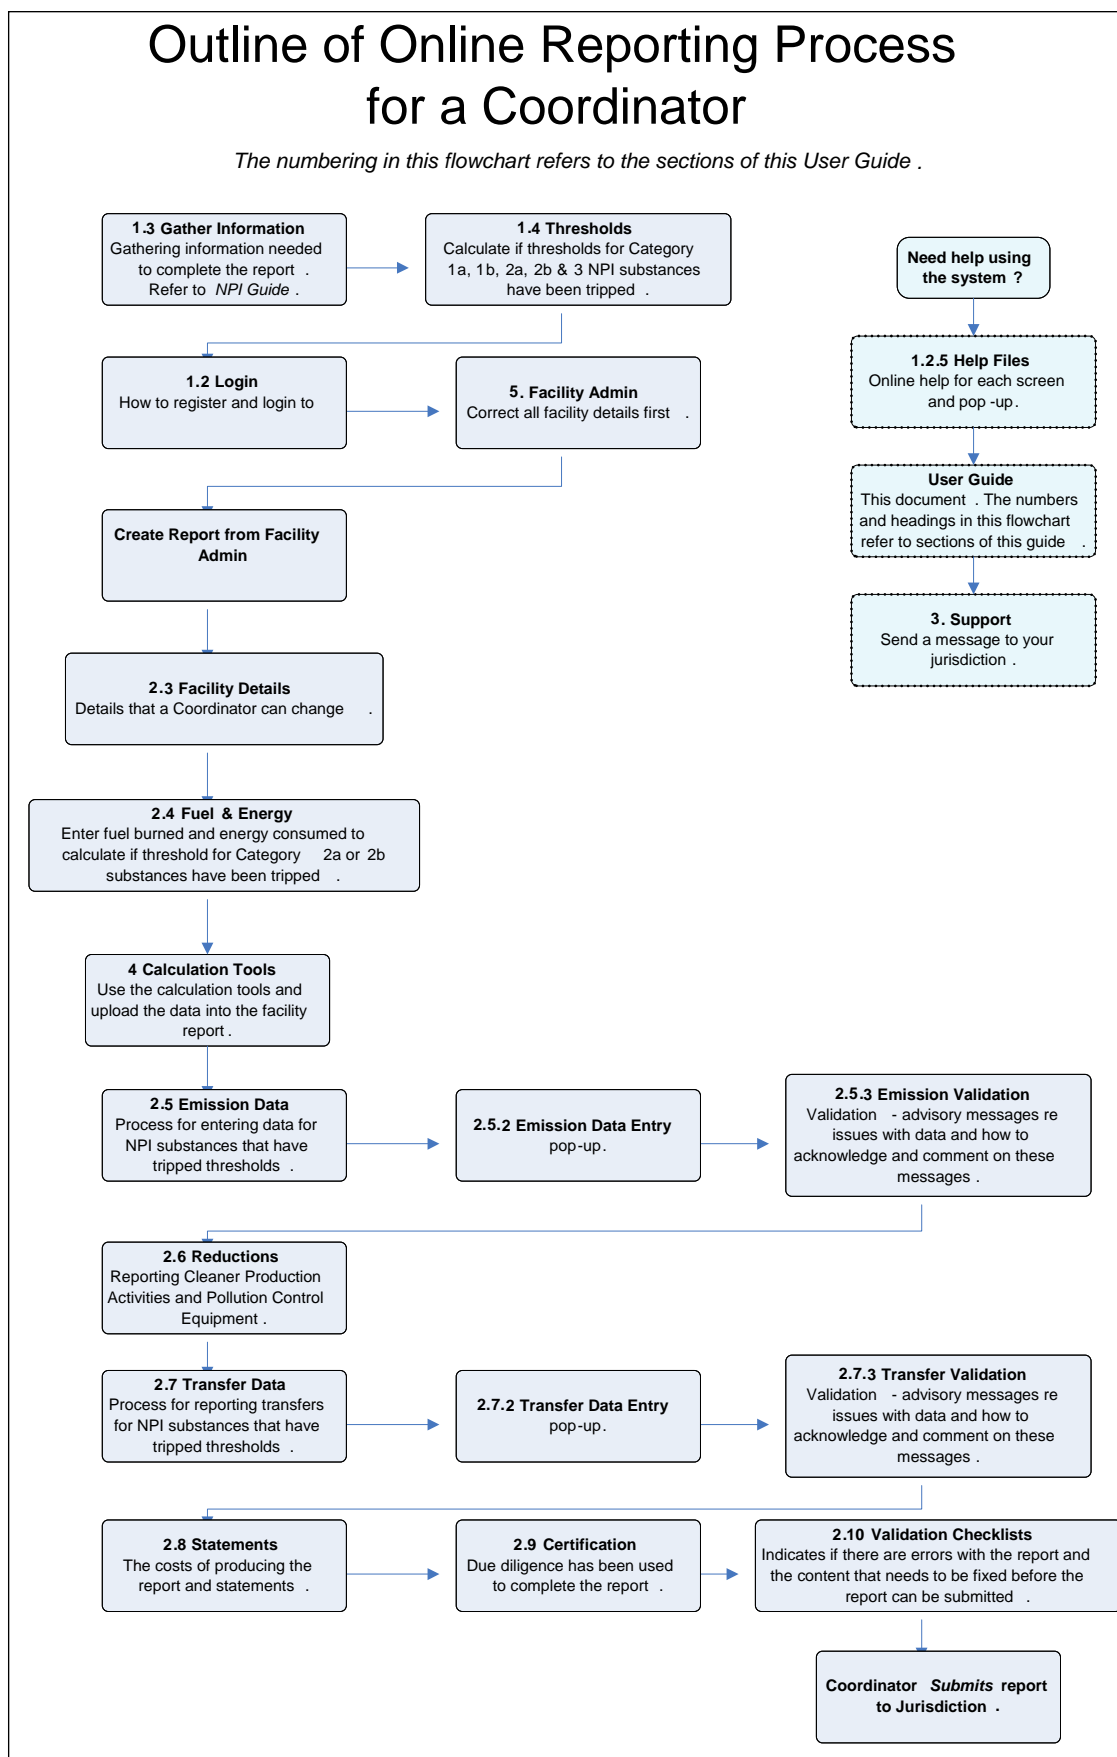 Outline of Online Reporting Process
for a Coordinator
The numbering in this flowchart refers to the sections of this User Guide .
1.3 Gather Information
Gathering information needed
to complete the report .
Refer to NPI Guide .
1.4 Thresholds
Calculate if thresholds for Category
1a, 1b, 2a, 2b & 3 NPI substances
have been tripped .
Need help using
the system ?
1.2 Login
How to register and login to
5. Facility Admin
Correct all facility details first .
1.2.5 Help Files
Online help for each screen
and pop -up.
User Guide
This document . The numbers
and headings in this flowchart
refer to sections of this guide .
3. Support
Send a message to your
jurisdiction .
Create Report from Facility
Admin
2.3 Facility Details
Details that a Coordinator can change .
2.4 Fuel & Energy
Enter fuel burned and energy consumed to
calculate if threshold for Category 2a or 2b
substances have been tripped .
4 Calculation Tools
Use the calculation tools and
upload the data into the facility
report .
2.5 Emission Data
Process for entering data for
NPI substances that have
tripped thresholds .
2.5.2 Emission Data Entry
pop-up.
2.5.3 Emission Validation
Validation - advisory messages re
issues with data and how to
acknowledge and comment on these
messages .
2.6 Reductions
Reporting Cleaner Production
Activities and Pollution Control
Equipment .
2.7 Transfer Data
Process for reporting transfers
for NPI substances that have
tripped thresholds .
2.7.2 Transfer Data Entry
pop-up.
2.7.3 Transfer Validation
Validation - advisory messages re
issues with data and how to
acknowledge and comment on these
messages .
2.8 Statements
The costs of producing the
report and statements .
2.9 Certification
Due diligence has been used
to complete the report .
2.10 Validation Checklists
Indicates if there are errors with the report and
the content that needs to be fixed before the
report can be submitted .
Coordinator Submits report
to Jurisdiction .